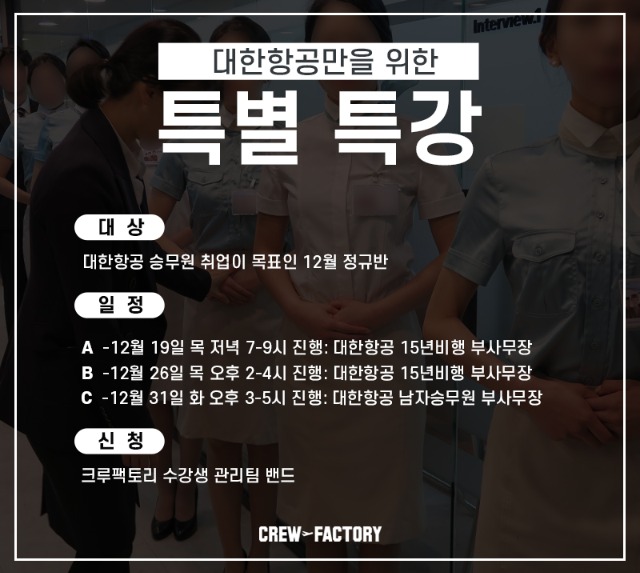 Interview.1
대한항공만을 위한
특별 특강
대 상
대한항공 승무원 취업이 목표인 12월 정규반
일 정
A -12월 19일 목 저녁 7-9시 진행: 대한항공 15년비행 부사무장
B -12월 26일 목 오후 2-4시 진행: 대한항공 15년비행 부사무장
C -12월 31일 화 오후 3-5시 진행: 대한항공 남자승무원 부사무장
신 청
크루팩토리 수강생 관리팀 밴드
CREW FACTORY